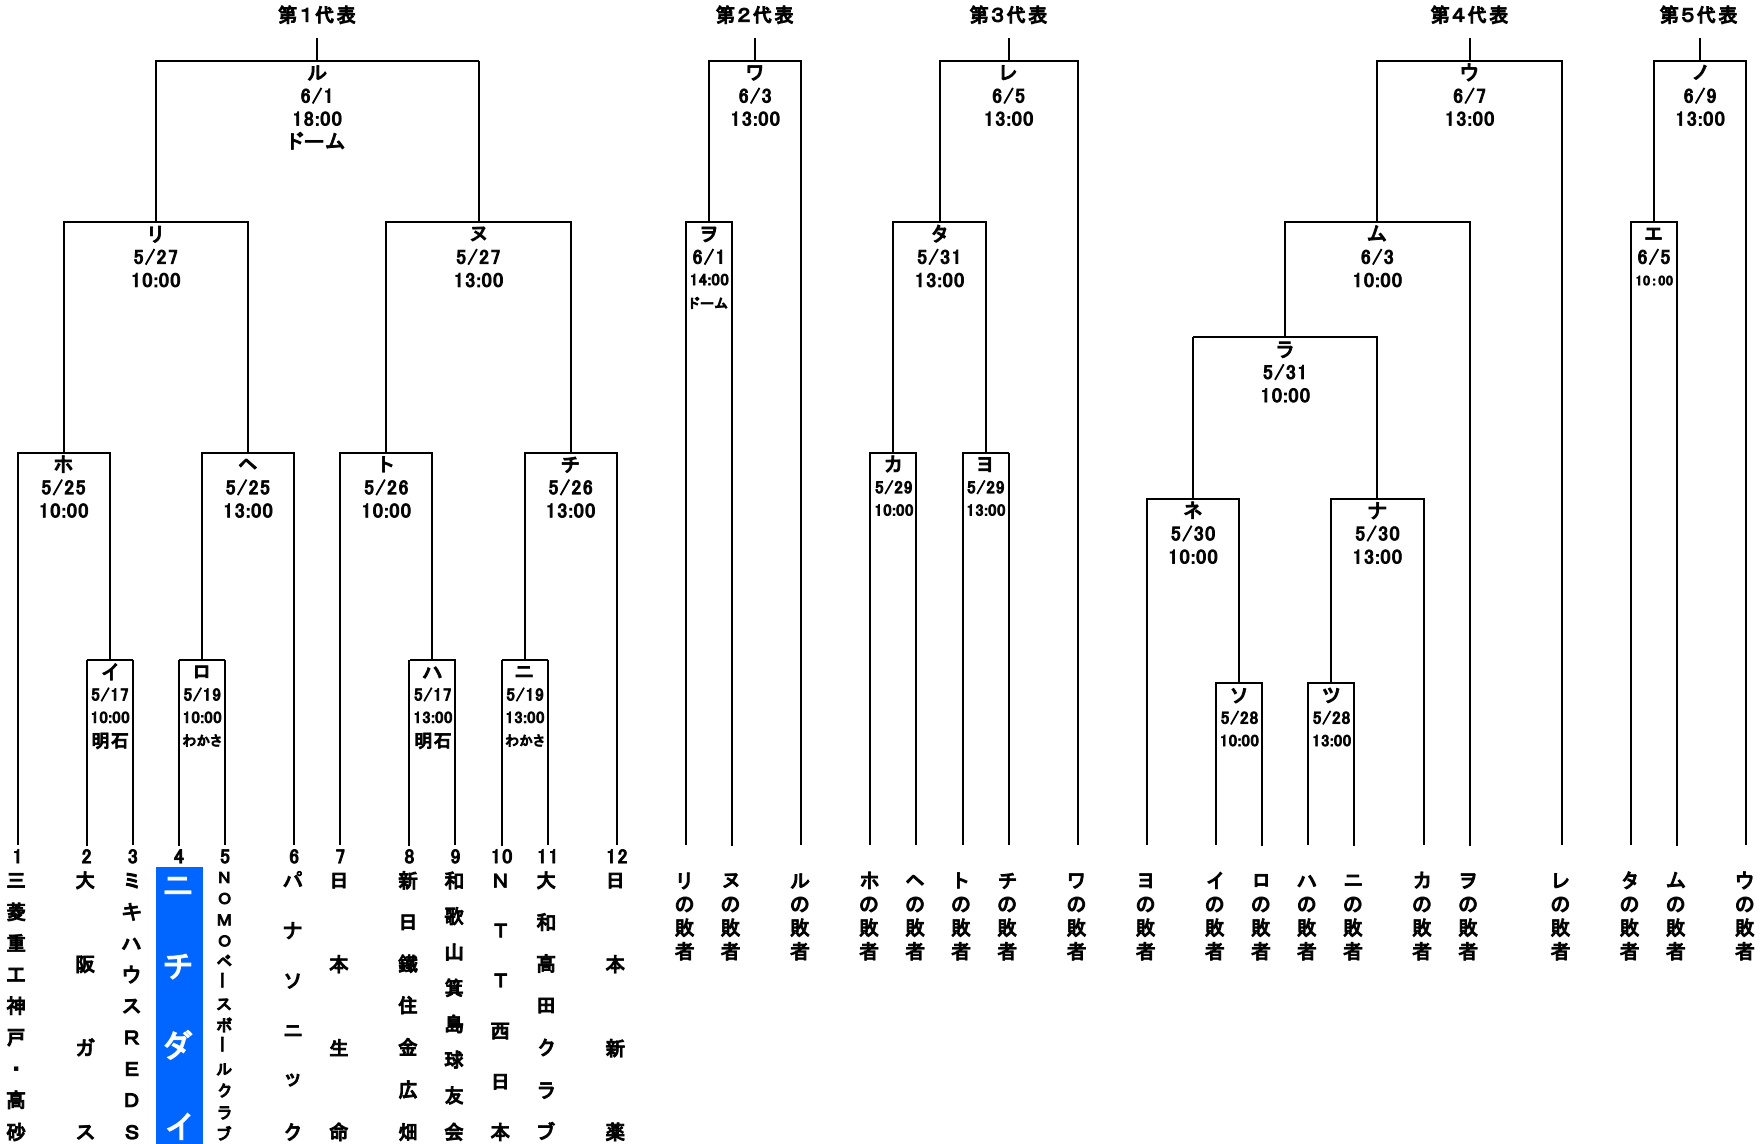 第1代表
第2代表
第3代表
第4代表
第5代表
ル
6/1
18:00
ドーム
ワ
6/3
13:00
レ
6/5
13:00
ウ
6/7
13:00
ノ
6/9
13:00
リ
5/27
10:00
ヌ
5/27
13:00
ヲ
6/1
14:00
ドーム
タ
5/31
13:00
ム
6/3
10:00
エ
6/5
10:00
ラ
5/31
10:00
ホ
5/25
10:00
ヘ
5/25
13:00
ト
5/26
10:00
チ
5/26
13:00
カ
5/29
10:00
ヨ
5/29
13:00
ネ
5/30
10:00
ナ
5/30
13:00
イ
5/17
10:00
明石
ロ
5/19
10:00
わかさ
ハ
5/17
13:00
明石
ニ
5/19
13:00
わかさ
ソ
5/28
10:00
ツ
5/28
13:00
1
三菱重工神戸・高砂
2
大阪ガス
3
ミキハウスREDS
4
ニチダイ
5
NOMOベースボールクラブ
6
パナソニック
7
日本生命
8
新日鐵住金広畑
9
和歌山箕島球友会
10
NTT西日本
11
大和高田クラブ
12
日本新薬
リの敗者
ヌの敗者
ルの敗者
ホの敗者
ヘの敗者
トの敗者
チの敗者
ワの敗者
ヨの敗者
イの敗者
ロの敗者
ハの敗者
ニの敗者
カの敗者
ヲの敗者
レの敗者
タの敗者
ムの敗者
ウの敗者